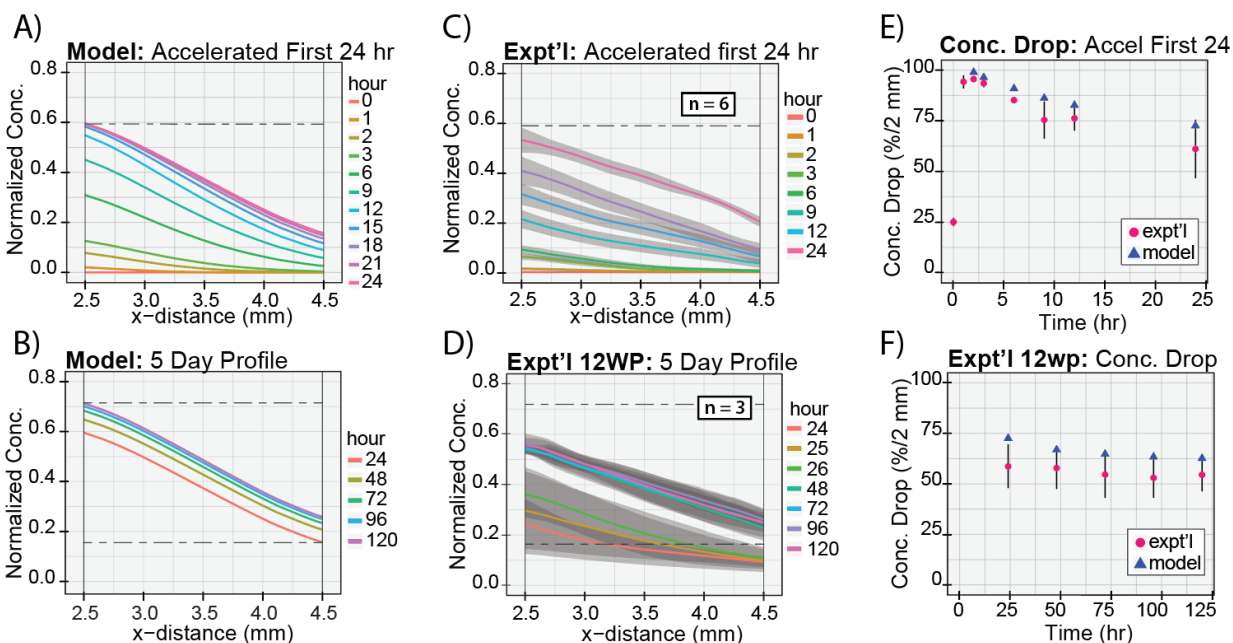 A)
Model: Accelerated First 24 hr
Normalized Conc.
0.8
0.6
0.4
0.2
0.0
2.5 3.0 3.5 4.0 4.5
x-distance (mm)
hour
0
1
2
3
6
9
12
15
18
21
24
C)
Expt'l: Accelerated first 24 hr
n = 6
Normalized Conc.
0.8
0.6
0.4
0.2
0.0
2.5 3.0 3.5 4.0 4.5
x-distance (mm)
hour
0
1
2
3
6
9
12
24
E)
Conc. Drop: Accel First 24
Conc. Drop (%/2 mm)
100
75
50
25
0
0 5 10 15 20 25
Time (hr)
expt'l
model
B)
Model: 5 Day Profile
Normalized Conc.
0.8
0.6
0.4
0.2
0.0
2.5 3.0 3.5 4.0 4.5
x-distance (mm)
hour
24
48
72
96
120
D)
Expt'l 12WP: 5 Day Profile
n = 3
Normalized Conc.
0.8
0.6
0.4
0.2
0.0
2.5 3.0 3.5 4.0 4.5
x-distance (mm)
hour
24
25
26
48
72
96
120
F)
Expt'l 12wp: Conc. Drop
Conc. Drop (%/2 mm)
100
75
50
25
0
0 25 50 75 100 125
Time (hr)
expt'l
model